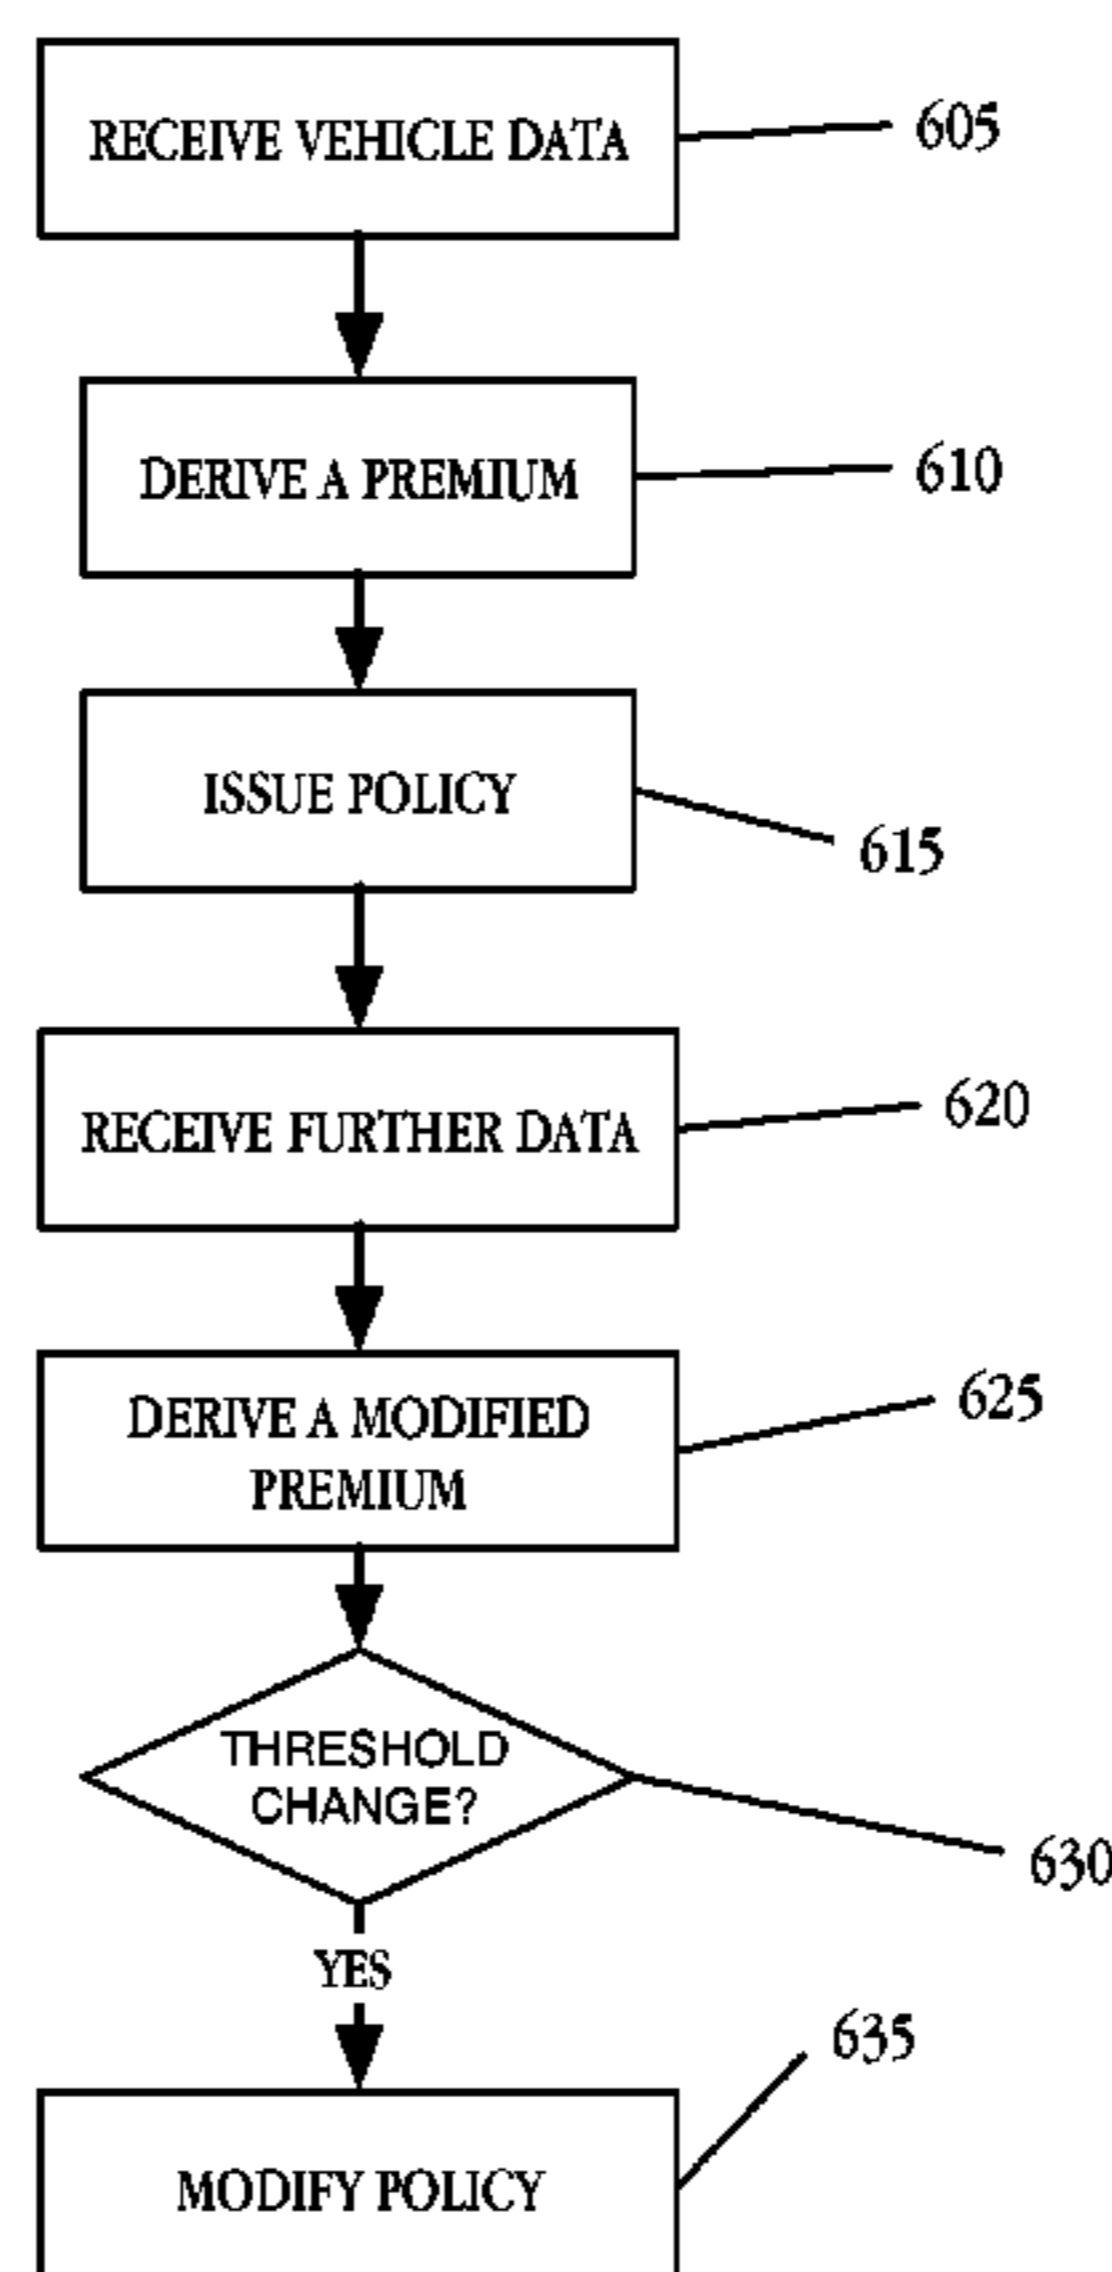 RECEIVE VEHICLE DATA
605
DERIVE A PREMIUM
610
ISSUE POLICY
615
RECEIVE FURTHER DATA
620
DERIVE A MODIFIED
PREMIUM
625
THRESHOLD
CHANGE?
630
YES
635
MODIFY POLICY